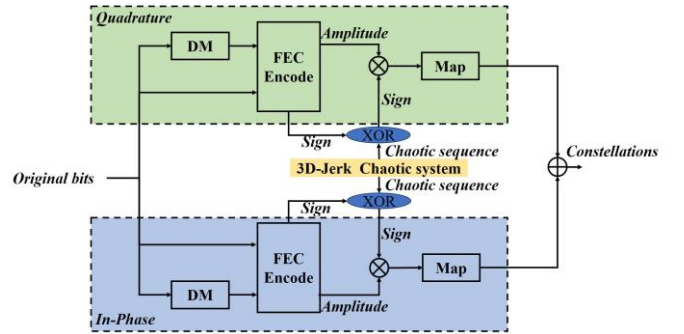 Quadrature
DM
FEC
Encode
Amplitude
Map
Sign
Sign
XOR
Chaotic sequence
3D-Jerk Chaotic system
Chaotic sequence
Original bits
Constellations
XOR
Sign
Sign
FEC
Encode
Map
DM
Amplitude
In-Phase